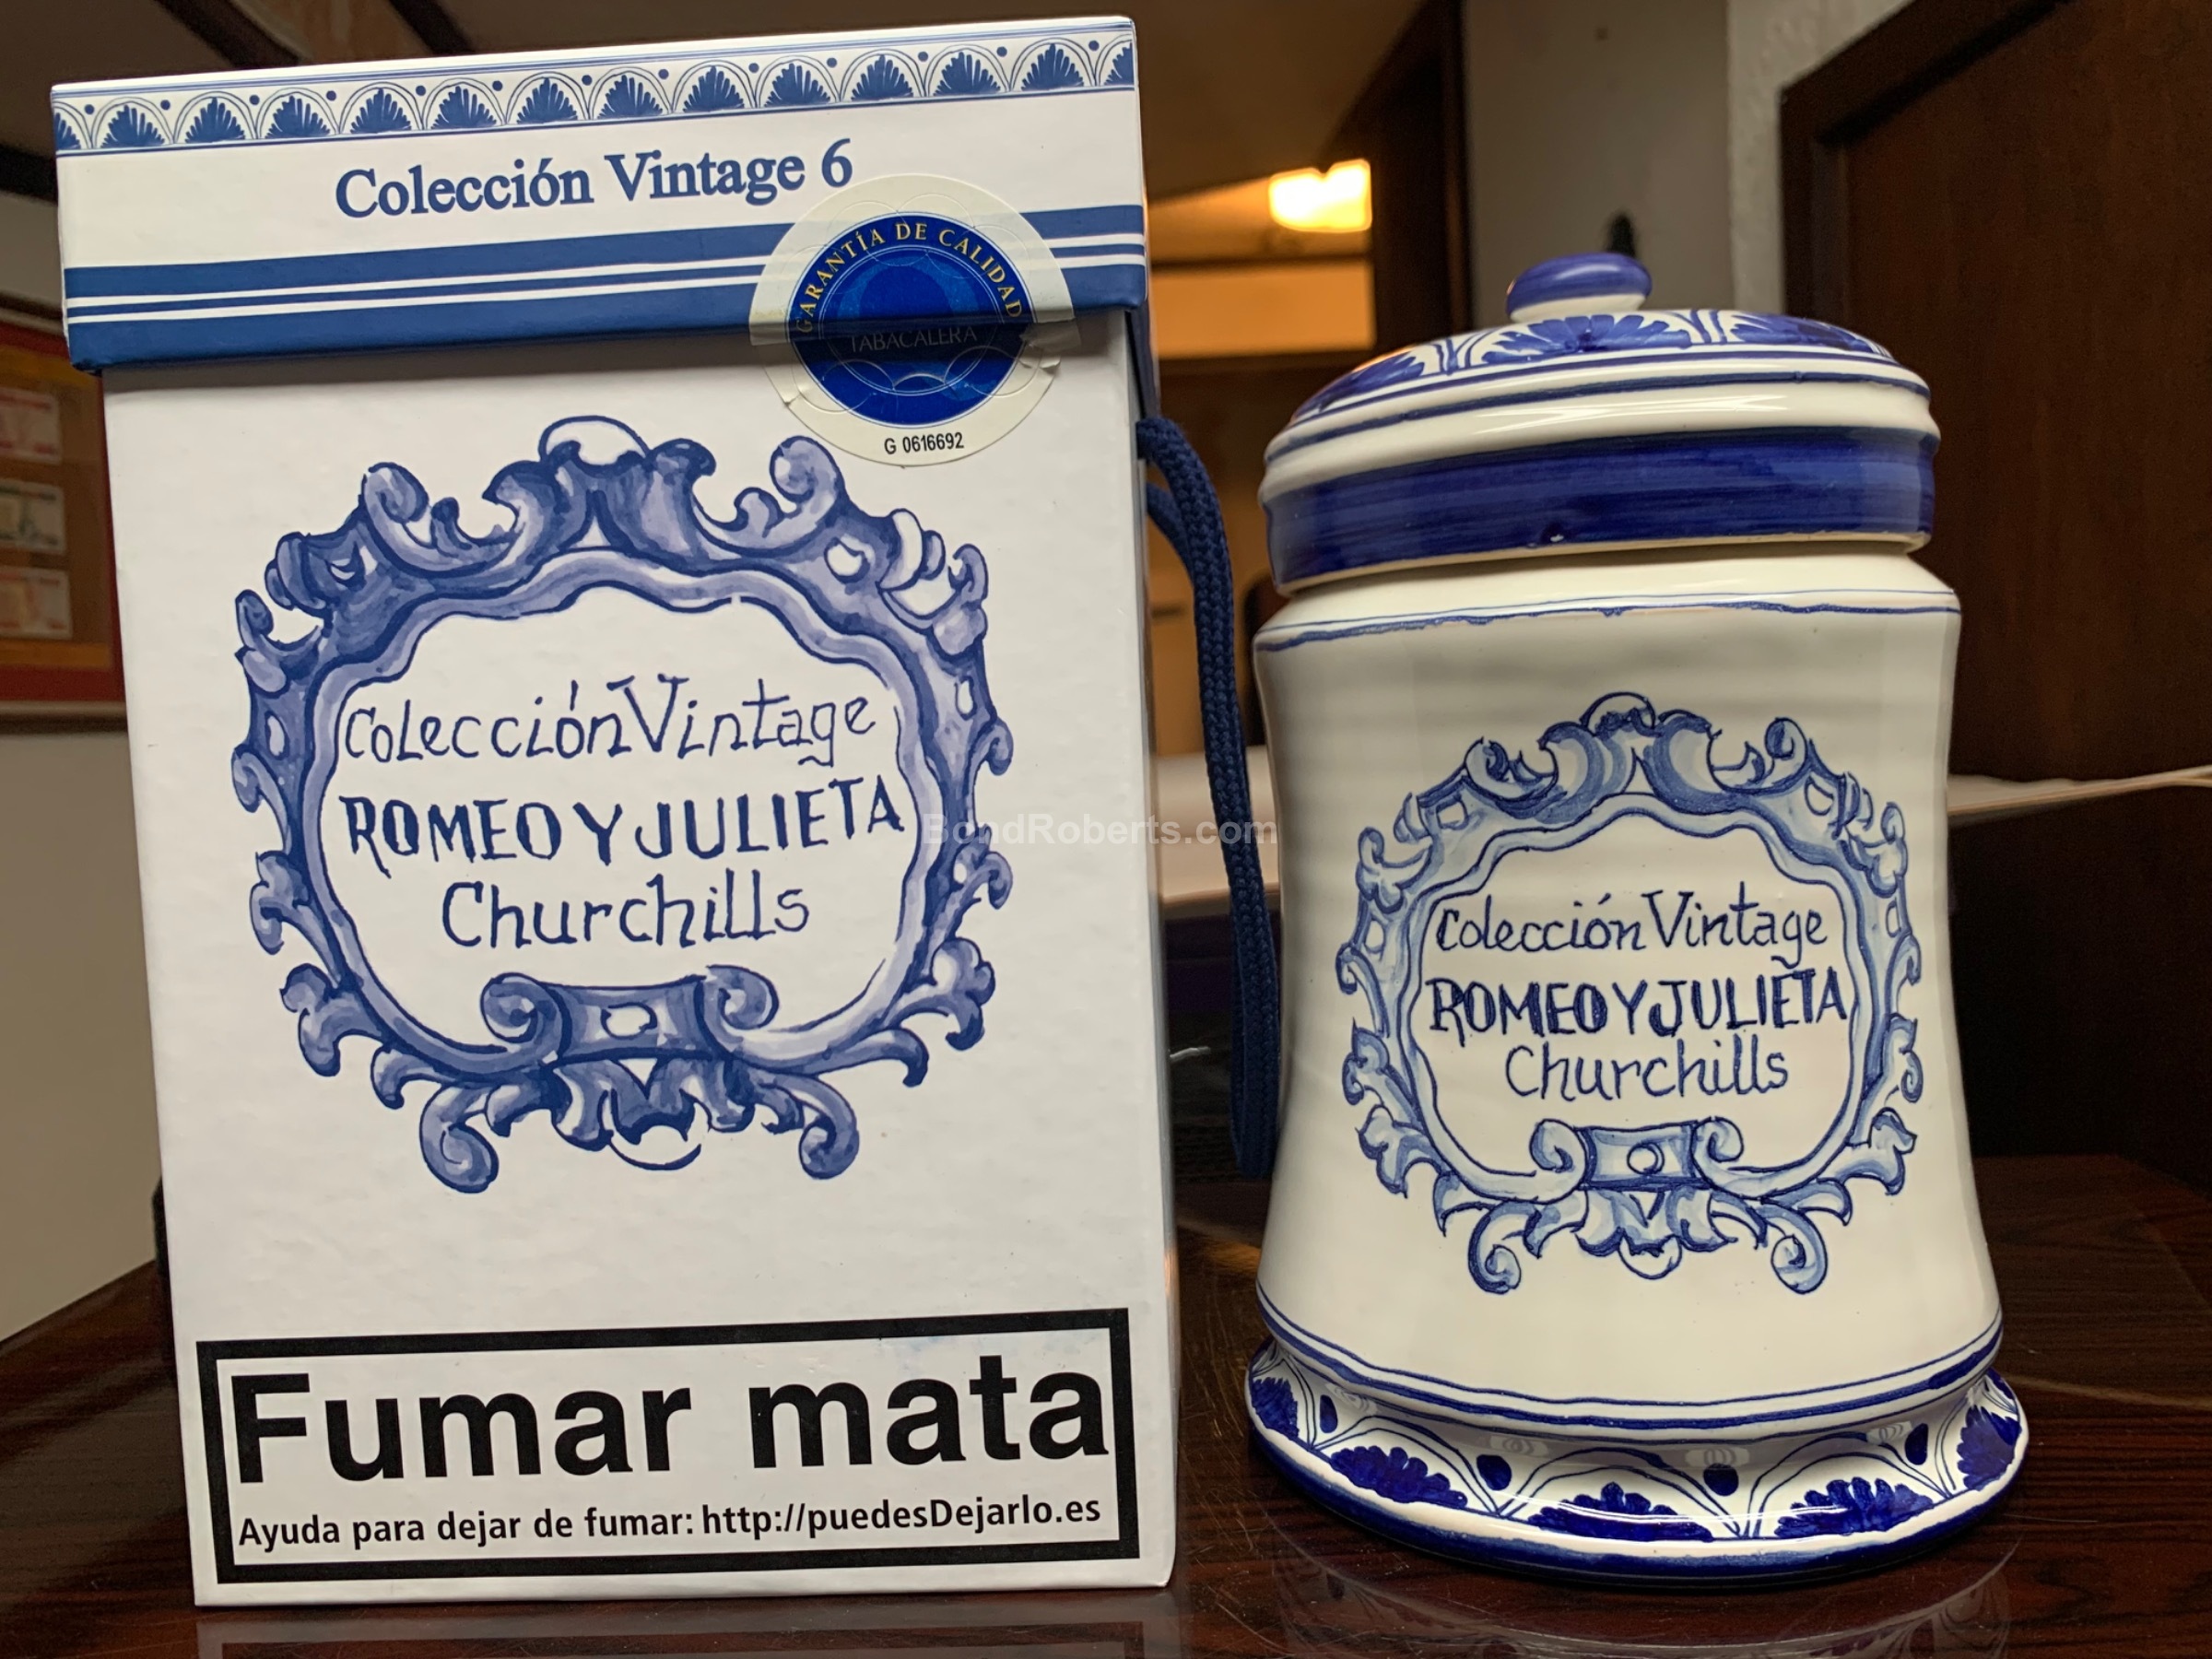 Colección Vintage 6
GARANTÍA DE CALIDAD
TABACALERA
G 0616692
Colección Vintage
ROMEO Y JULIETA
Churchills
Fumar mata
Ayuda para dejar de fumar: http://puedesDejarlo.es
BondRoberts.com
Colección Vintage
ROMEO Y JULIETA
Churchills